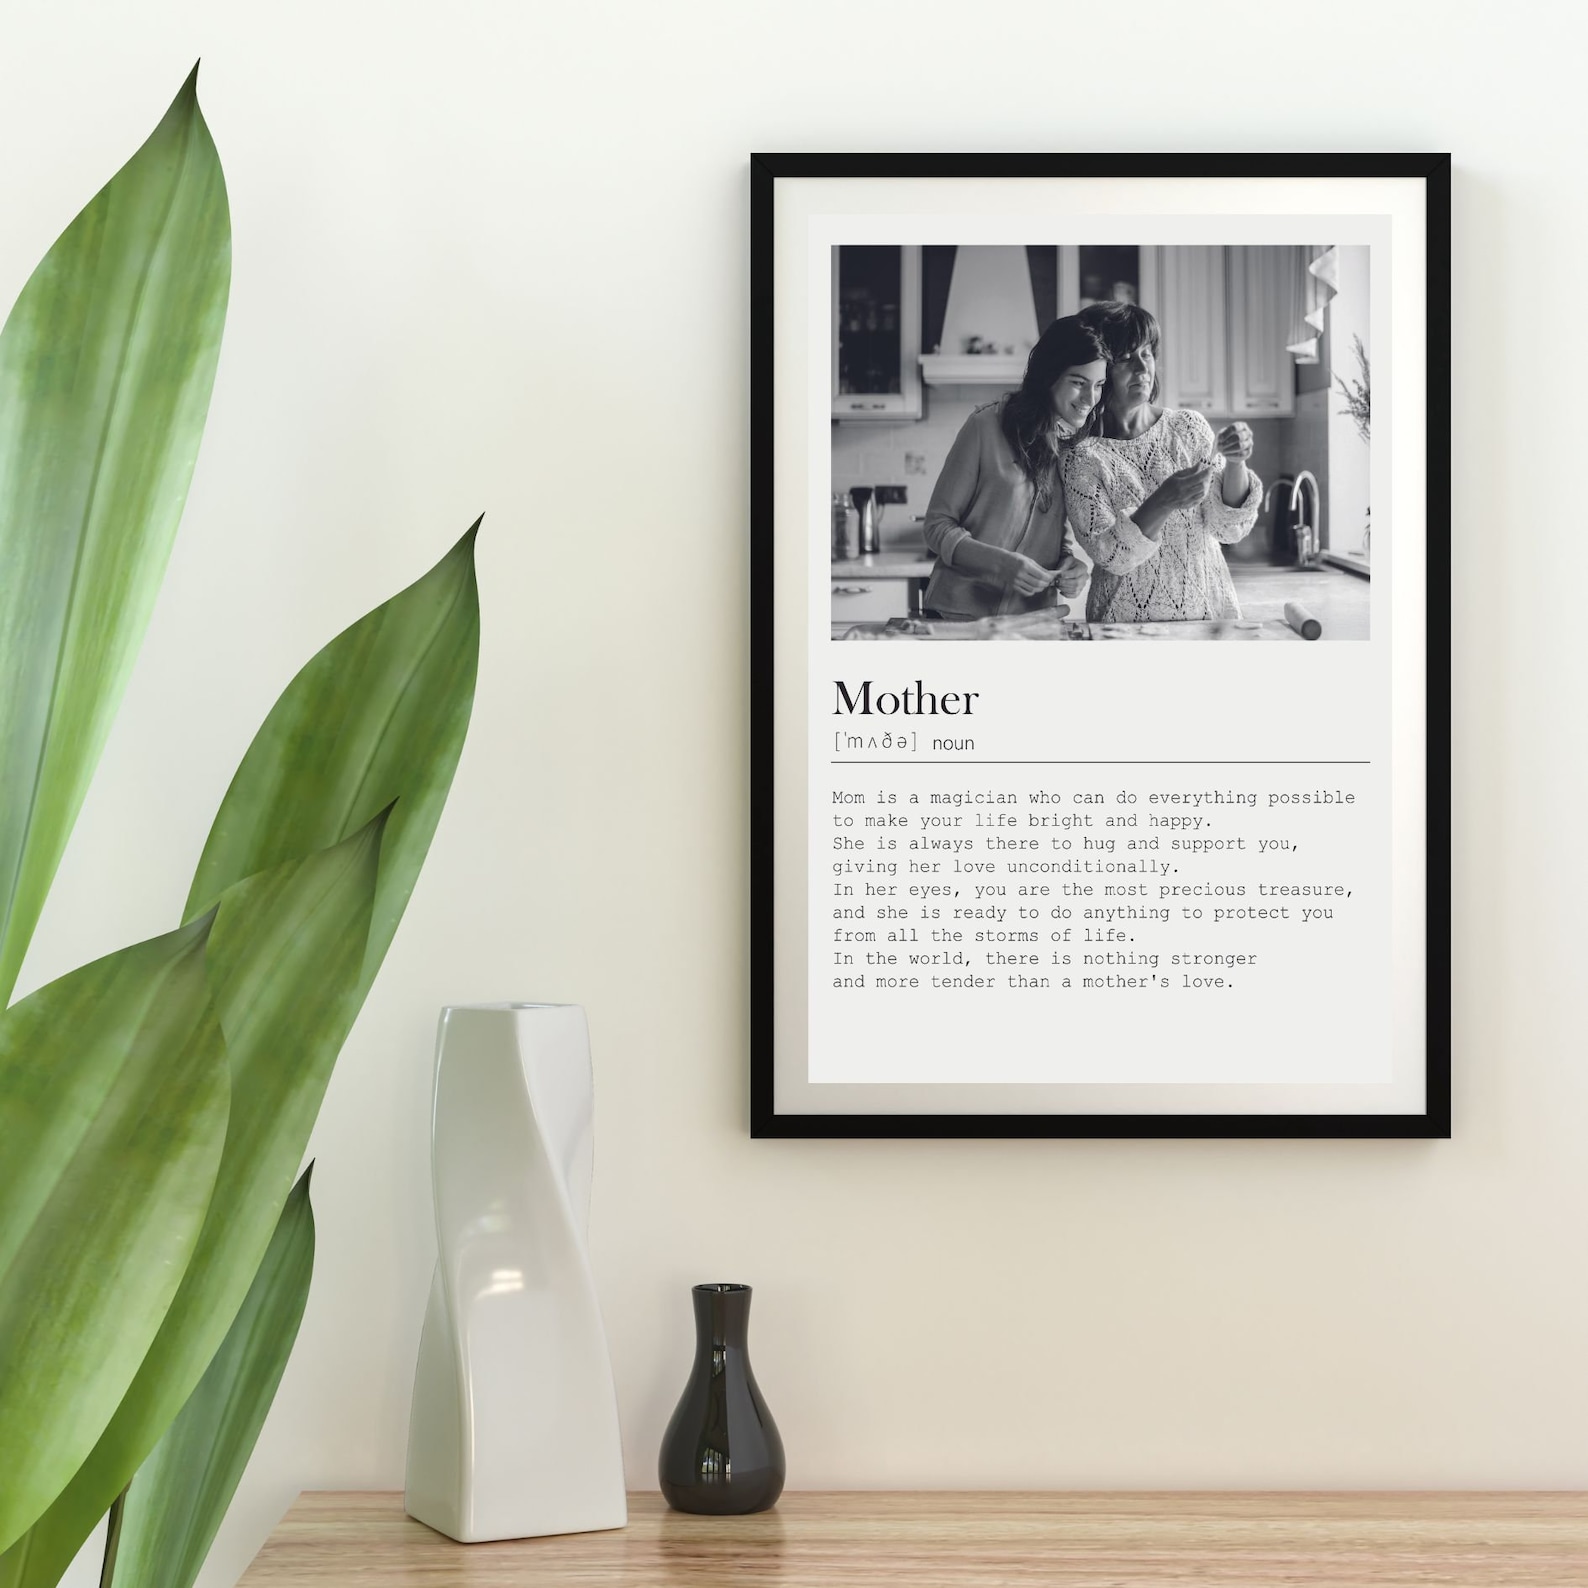 Mother
['mʌðə] noun
Mom is a magician who can do everything possible
to make your life bright and happy.
She is always there to hug and support you,
giving her love unconditionally.
In her eyes, you are the most precious treasure,
and she is ready to do anything to protect you
from all the storms of life.
In the world, there is nothing stronger
and more tender than a mother's love.